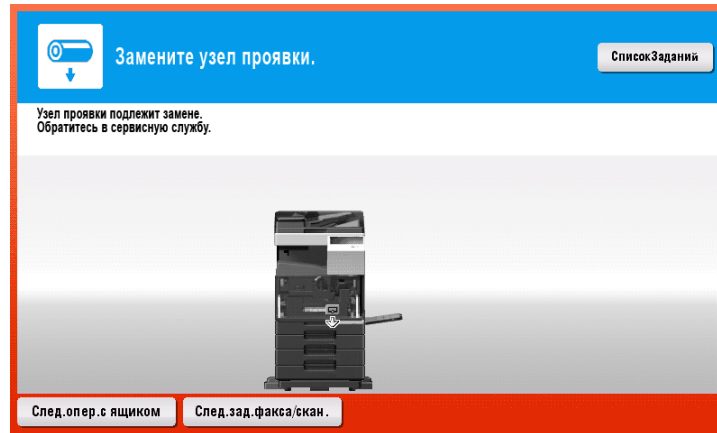 Замените узел проявки.
СписокЗаданий
Узел проявки подлежит замене.
Обратитесь в сервисную службу.
След.опер.с ящиком
След.зад.факса/скан.